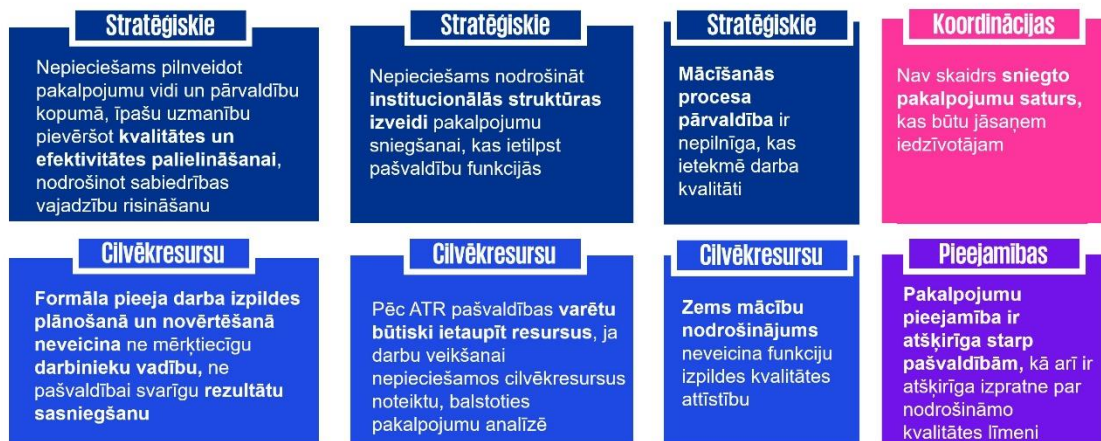 Stratēģiskie
Nepieciešams pilnveidot
pakalpojumu vidi un pārvaldību
kopumā, īpašu uzmanību
pievēršot kvalitātes un
efektivitātes palielināšanai,
nodrošinot sabiedrības
vajadzību risināšanu
Stratēģiskie
Nepieciešams nodrošināt
institucionālās struktūras
izveidi pakalpojumu
sniegšanai, kas ietilpst
pašvaldību funkcijās
Stratēģiskie
Mācīšanās
procesa
pārvaldība ir
nepilnīga, kas
ietekmē darba
kvalitāti
Koordinācijas
Nav skaidrs sniegto
pakalpojumu saturs,
kas būtu jāsaņem
iedzīvotājam
Cilvēkresursu
Formāla pieeja darba izpildes
plānošanā un novērtēšanā
neveicina ne mērķtiecīgu
darbinieku vadību, ne
pašvaldībai svarīgu rezultātu
sasniegšanu
Cilvēkresursu
Pēc ATR pašvaldības varētu
būtiski ietaupīt resursus, ja
darbu veikšanai
nepieciešamos cilvēkresursus
noteiktu, balstoties
pakalpojumu analīzē
Cilvēkresursu
Zems mācību
nodrošinājums
neveicina funkciju
izpildes kvalitātes
attīstību
Pieejamības
Pakalpojumu
pieejamība ir
atšķirīga starp
pašvaldībām, kā arī ir
atšķirīga izpratne par
nodrošināmo
kvalitātes līmeni